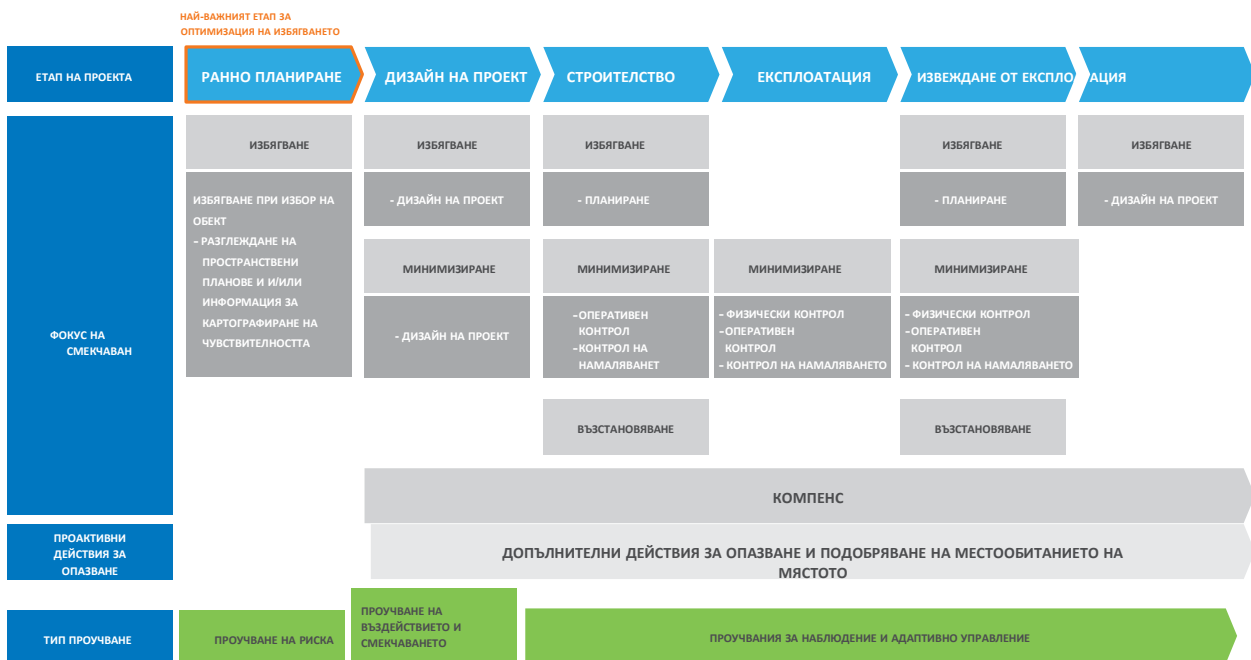 НАЙ-ВАЖНИЯТ ЕТАП ЗА
ОПТИМИЗАЦИЯ НА ИЗБЯГВАНЕТО
ЕТАП НА ПРОЕКТА
РАННО ПЛАНИРАНЕ
ДИЗАЙН НА ПРОЕКТ
СТРОИТЕЛСТВО
ЕКСПЛОАТАЦИЯ
ИЗВЕЖДАНЕ ОТ ЕКСПЛО АЦИЯ
ФОКУС НА
СМЕКЧАВАН
ИЗБЯГВАНЕ
ИЗБЯГВАНЕ
ИЗБЯГВАНЕ
ИЗБЯГВАНЕ
ИЗБЯГВАНЕ
ИЗБЯГВАНЕ ПРИ ИЗБОР НА
ОБЕКТ
- РАЗГЛЕЖДАНЕ НА
ПРОСТРАНСТВЕНИ
ПЛАНОВЕ И И/ИЛИ
ИНФОРМАЦИЯ ЗА
КАРТОГРАФИРАНЕ НА
ЧУВСТВИТЕЛНОСТТА
- ДИЗАЙН НА ПРОЕКТ
- ПЛАНИРАНЕ
- ПЛАНИРАНЕ
- ДИЗАЙН НА ПРОЕКТ
МИНИМИЗИРАНЕ
МИНИМИЗИРАНЕ
МИНИМИЗИРАНЕ
МИНИМИЗИРАНЕ
- ДИЗАЙН НА ПРОЕКТ
-ОПЕРАТИВЕН
КОНТРОЛ
-КОНТРОЛ НА
НАМАЛЯВАНЕТ
- ФИЗИЧЕСКИ КОНТРОЛ
-ОПЕРАТИВЕН
КОНТРОЛ
- КОНТРОЛ НА НАМАЛЯВАНЕТО
- ФИЗИЧЕСКИ КОНТРОЛ
-ОПЕРАТИВЕН
КОНТРОЛ
- КОНТРОЛ НА НАМАЛЯВАНЕТО
ВЪЗСТАНОВЯВАНЕ
ВЪЗСТАНОВЯВАНЕ
КОМПЕНС
ПРОАКТИВНИ
ДЕЙСТВИЯ ЗА
ОПАЗВАНЕ
ДОПЪЛНИТЕЛНИ ДЕЙСТВИЯ ЗА ОПАЗВАНЕ И ПОДОБРЯВАНЕ НА МЕСТООБИТАНИЕТО НА
МЯСТОТО
ТИП ПРОУЧВАНЕ
ПРОУЧВАНЕ НА РИСКА
ПРОУЧВАНЕ НА
ВЪЗДЕЙСТВИЕТО И
СМЕКЧАВАНЕТО
ПРОУЧВАНИЯ ЗА НАБЛЮДЕНИЕ И АДАПТИВНО УПРАВЛЕНИЕ